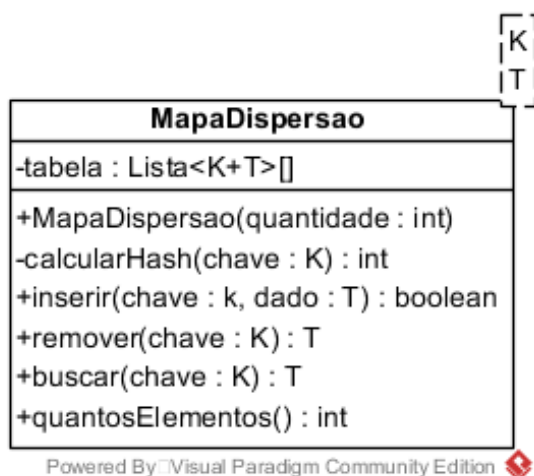 K
T
MapaDispersao
-tabela : Lista<K+T>[]
+MapaDispersao(quantidade : int)
-calcularHash(chave : K) : int
+inserir(chave : k, dado : T) : boolean
+remover(chave : K) : T
+buscar(chave : K) : T
+quantosElementos() : int
Powered By Visual Paradigm Community Edition